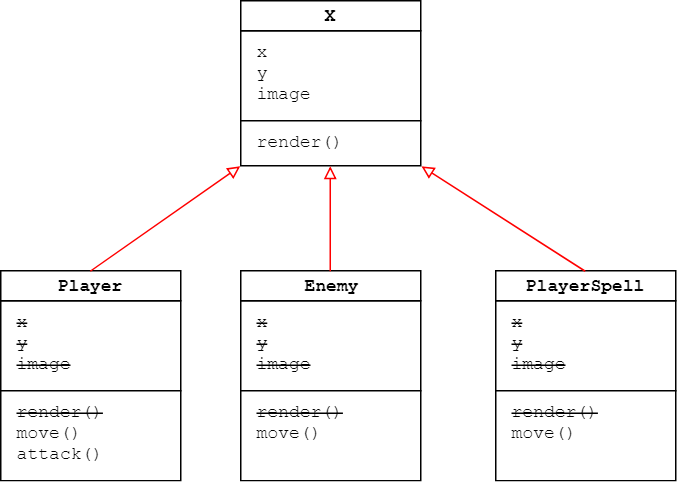 X
x
y
image
render()
Player
x
y
image
render()
move()
attack()
Enemy
x
y
image
render()
move()
PlayerSpell
x
y
image
render()
move()